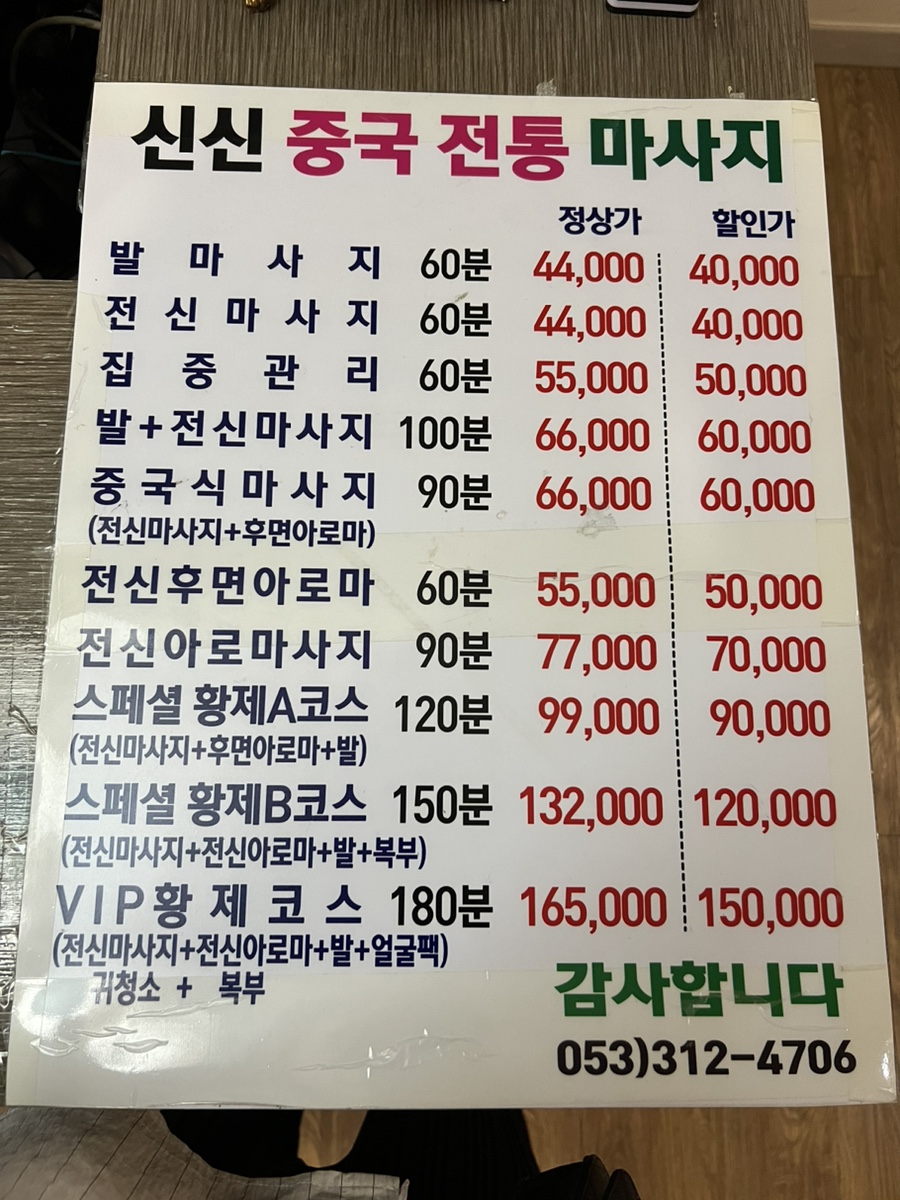 신신 중국 전통 마사지
정상가 할인가
발 마 사 지 60분 44,000 40,000
전 신 마 사 지 60분 44,000 40,000
집 중 관 리 60분 55,000 50,000
발+전신마사지 100분 66,000 60,000
중 국 식 마 사 지 90분 66,000 60,000
(전신마사지+후면아로마)
전신후면아로마 60분 55,000 50,000
전신아로마사지 90분 77,000 70,000
스페셜 황제A코스 120분 99,000 90,000
(전신마사지+후면아로마+발)
스페셜 황제B코스 150분 132,000 120,000
(전신마사지+전신아로마+발+복부)
VIP황 제 코 스 180분 165,000 150,000
(전신마사지+전신아로마+발+얼굴팩)
귀청소 + 복부
감사합니다
053)312-4706